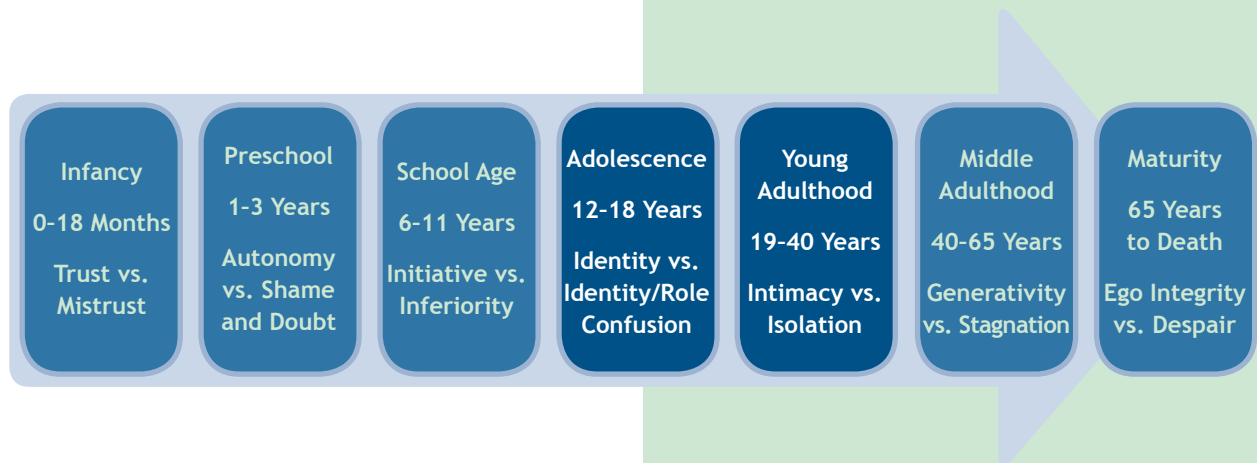 Infancy
0–18 Months
Trust vs.
Mistrust
Preschool
1–3 Years
Autonomy
vs. Shame
and Doubt
School Age
6–11 Years
Initiative vs.
Inferiority
Adolescence
12–18 Years
Identity vs.
Identity/Role
Confusion
Young
Adulthood
19–40 Years
Intimacy vs.
Isolation
Middle
Adulthood
40–65 Years
Generativity
vs. Stagnation
Maturity
65 Years
to Death
Ego Integrity
vs. Despair